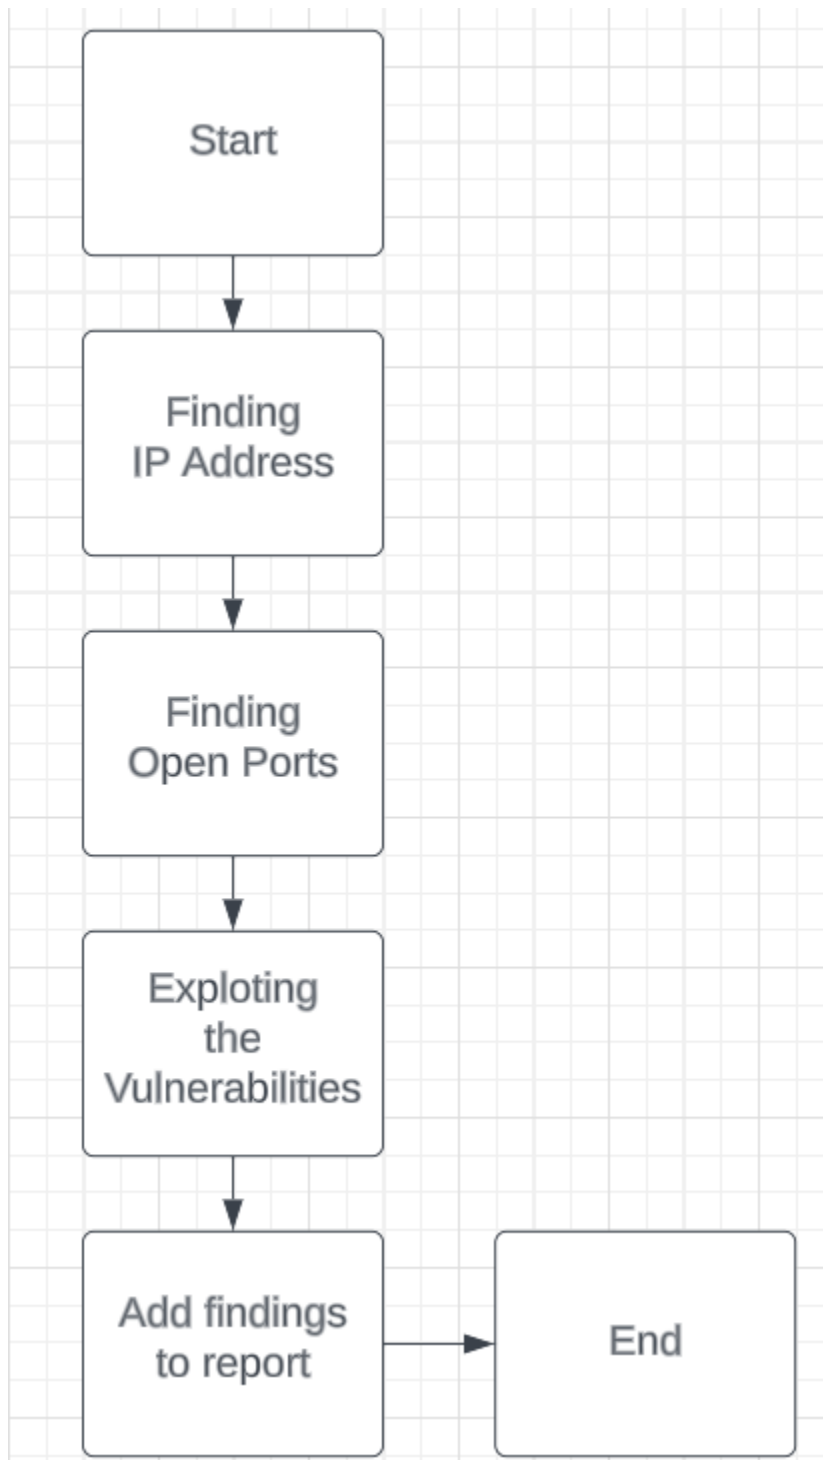 Start
Finding
IP Address
Finding
Open Ports
Exploting
the
Vulnerabilities
Add findings
to report
End